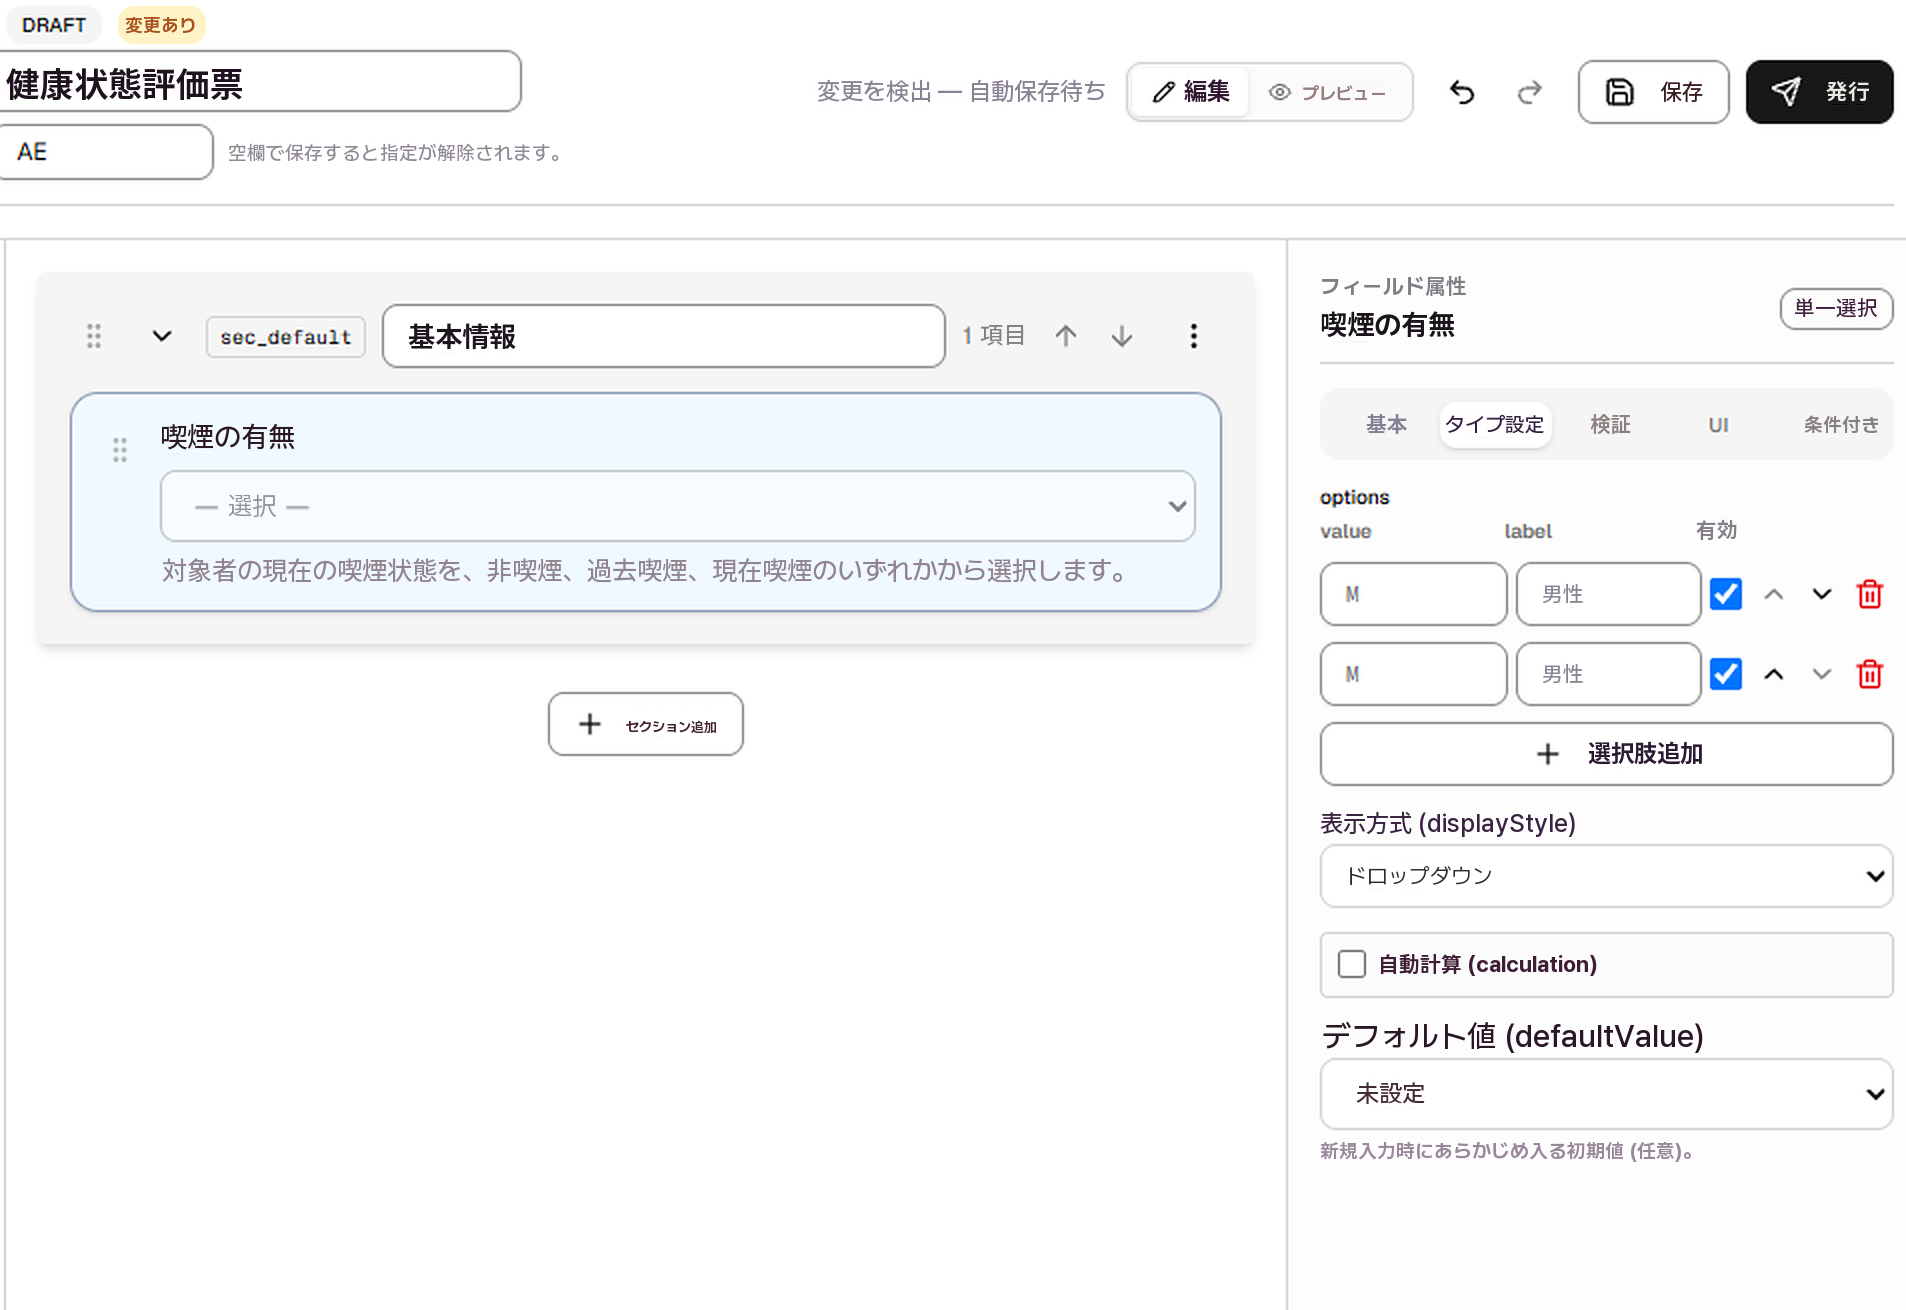 DRAFT 変更あり
健康状態評価票
変更を検出 — 自動保存待ち 編集 プレビュー 保存 発行
AE 空欄で保存すると指定が解除されます。
sec_default 基本情報 1 項目
喫煙の有無
— 選択 —
対象者の現在の喫煙状態を、非喫煙、過去喫煙、現在喫煙のいずれかから選択します。
セクション追加
フィールド属性
喫煙の有無 単一選択
基本 タイプ設定 検証 UI 条件付き
options
value label 有効
M 男性
M 男性
選択肢追加
表示方式 (displayStyle)
ドロップダウン
自動計算 (calculation)
デフォルト値 (defaultValue)
未設定
新規入力時にあらかじめ入る初期値 (任意)。